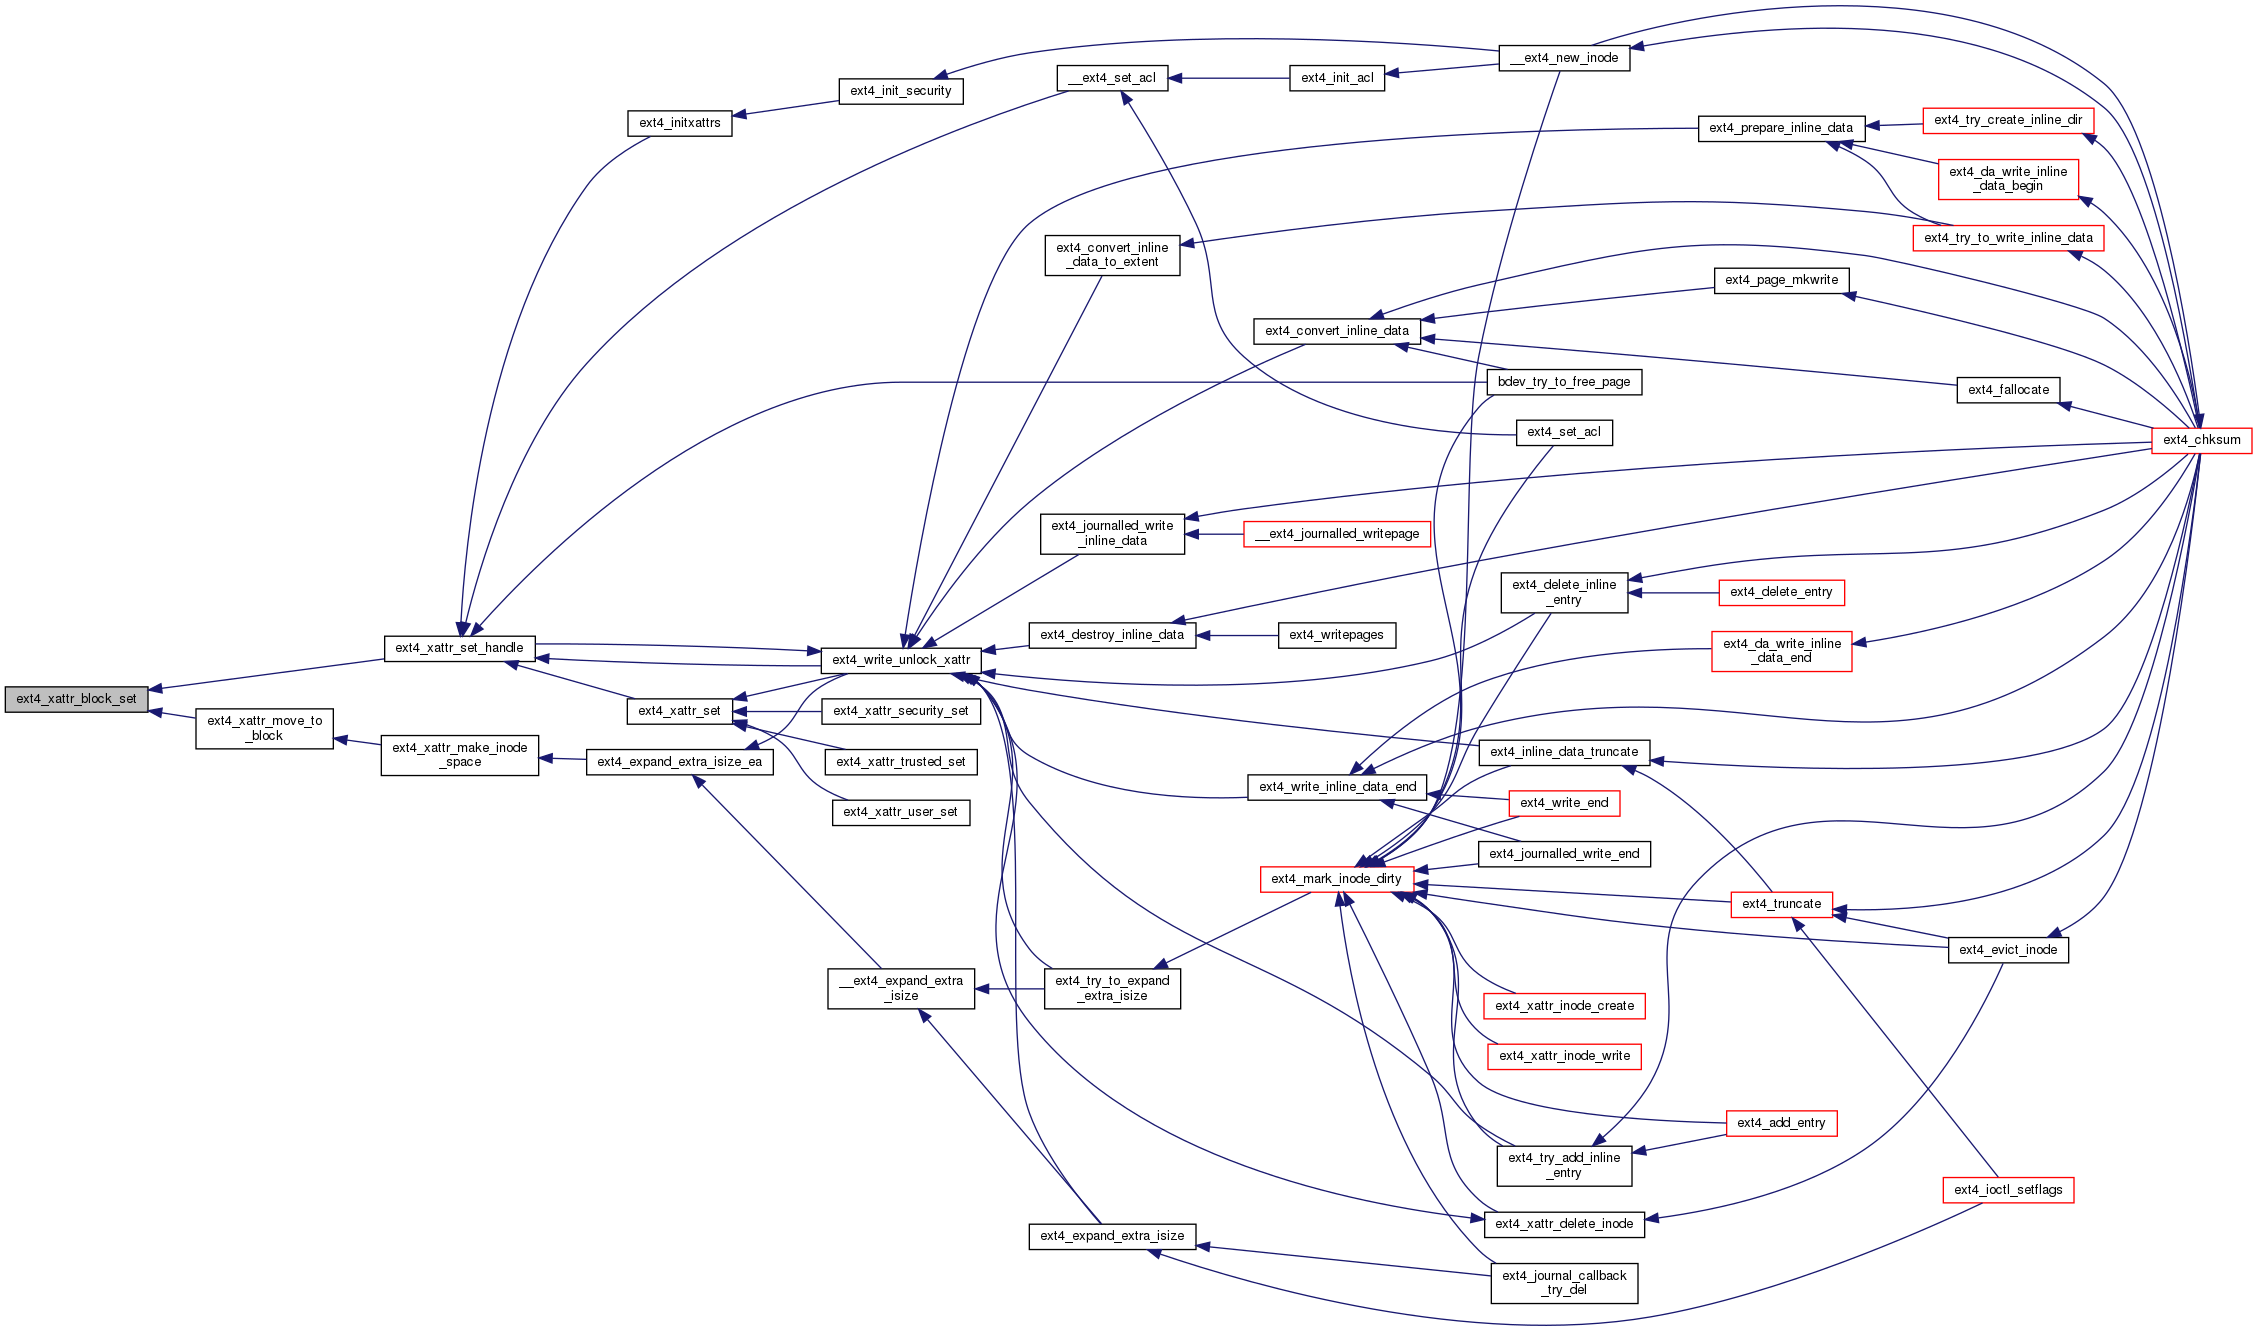 __ext4_new_inode
__ext4_set_acl
ext4_init_acl
ext4_init_security
ext4_initxattrs
ext4_prepare_inline_data
ext4_try_create_inline_dir
ext4_da_write_inline
_data_begin
ext4_try_to_write_inline_data
ext4_convert_inline
_data_to_extent
ext4_page_mkwrite
ext4_convert_inline_data
bdev_try_to_free_page
ext4_fallocate
ext4_set_acl
ext4_chksum
ext4_journalled_write
_inline_data
__ext4_journalled_writepage
ext4_delete_inline
_entry
ext4_delete_entry
ext4_destroy_inline_data
ext4_writepages
ext4_da_write_inline
_data_end
ext4_xattr_set_handle
ext4_write_unlock_xattr
ext4_xattr_block_set
ext4_xattr_set
ext4_xattr_security_set
ext4_xattr_move_to
_block
ext4_xattr_make_inode
_space
ext4_expand_extra_isize_ea
ext4_xattr_trusted_set
ext4_inline_data_truncate
ext4_write_inline_data_end
ext4_write_end
ext4_xattr_user_set
ext4_journalled_write_end
ext4_mark_inode_dirty
ext4_truncate
ext4_evict_inode
__ext4_expand_extra
_isize
ext4_try_to_expand
_extra_isize
ext4_xattr_inode_create
ext4_xattr_inode_write
ext4_add_entry
ext4_try_add_inline
_entry
ext4_ioctl_setflags
ext4_xattr_delete_inode
ext4_expand_extra_isize
ext4_journal_callback
_try_del